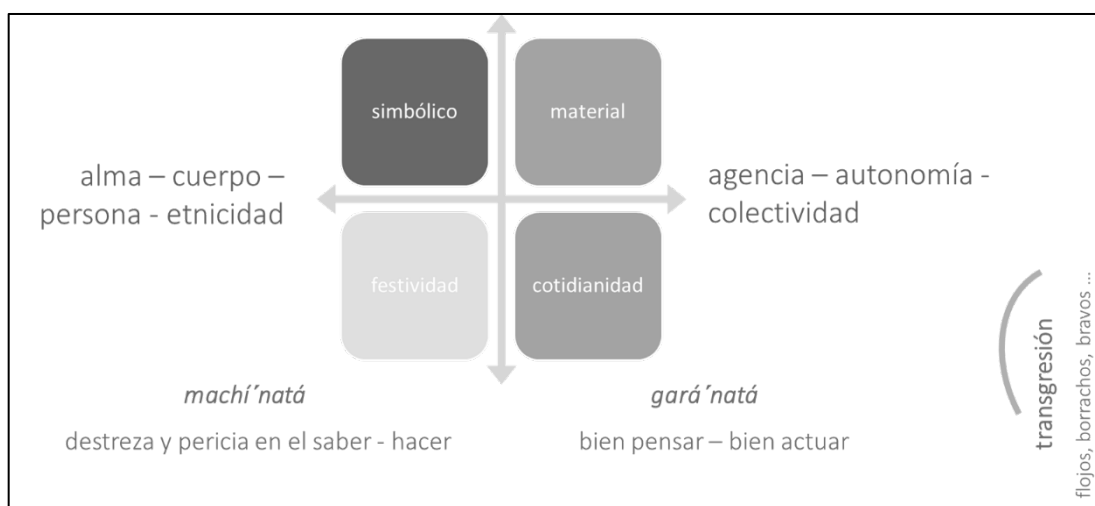 simbólico
material
alma – cuerpo –
persona - etnicidad
agencia – autonomía -
colectividad
festividad
cotidianidad
machí´natá
gará´natá
destreza y pericia en el saber - hacer
bien pensar – bien actuar
transgresión
flojos, borrachos, bravos ...